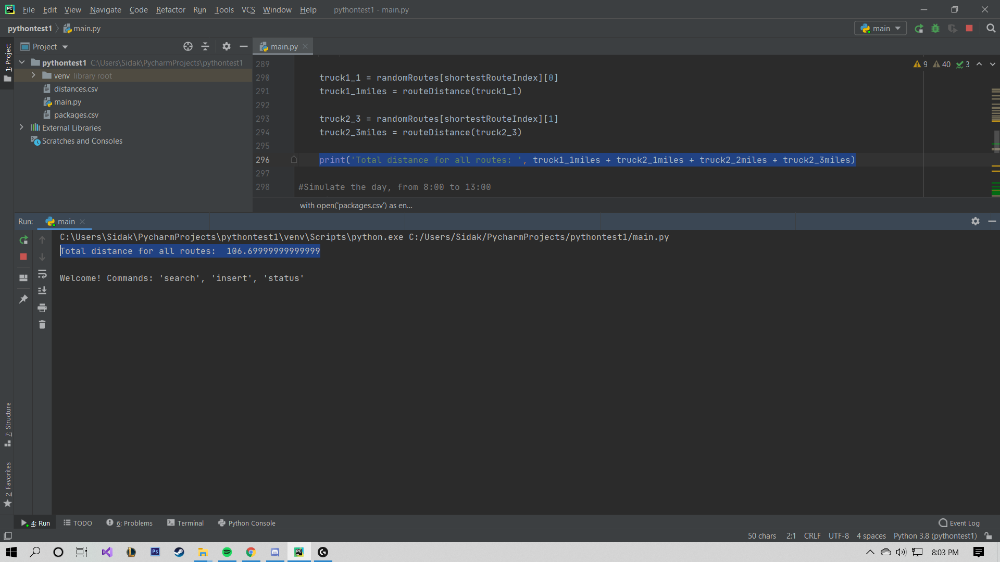 File Edit View Navigate Code Refactor Run Tools VCS Window Help pythontest1 - main.py
pythontest1 main.py main
1: Project
Project
main.py
pythontest1 C:\Users\Sidak\PycharmProjects\pythontest1
venv library root
distances.csv
main.py
packages.csv
External Libraries
Scratches and Consoles
9 40 3
289
290 truck1_1 = randomRoutes[shortestRouteIndex][0]
291 truck1_1miles = routeDistance(truck1_1)
292
293 truck2_3 = randomRoutes[shortestRouteIndex][1]
294 truck2_3miles = routeDistance(truck2_3)
295
296 print('Total distance for all routes: ', truck1_1miles + truck2_1miles + truck2_2miles + truck2_3miles)
297
298 #Simulate the day, from 8:00 to 13:00
with open('packages.csv') as en...
Run: main
C:\Users\Sidak\PycharmProjects\pythontest1\venv\Scripts\python.exe C:/Users/Sidak/PycharmProjects/pythontest1/main.py
Total distance for all routes:  106.69999999999999
Welcome! Commands: 'search', 'insert', 'status'
7: Structure
2: Favorites
4: Run TODO 6: Problems Terminal Python Console Event Log
50 chars 2:1 CRLF UTF-8 4 spaces Python 3.8 (pythontest1)
8:03 PM